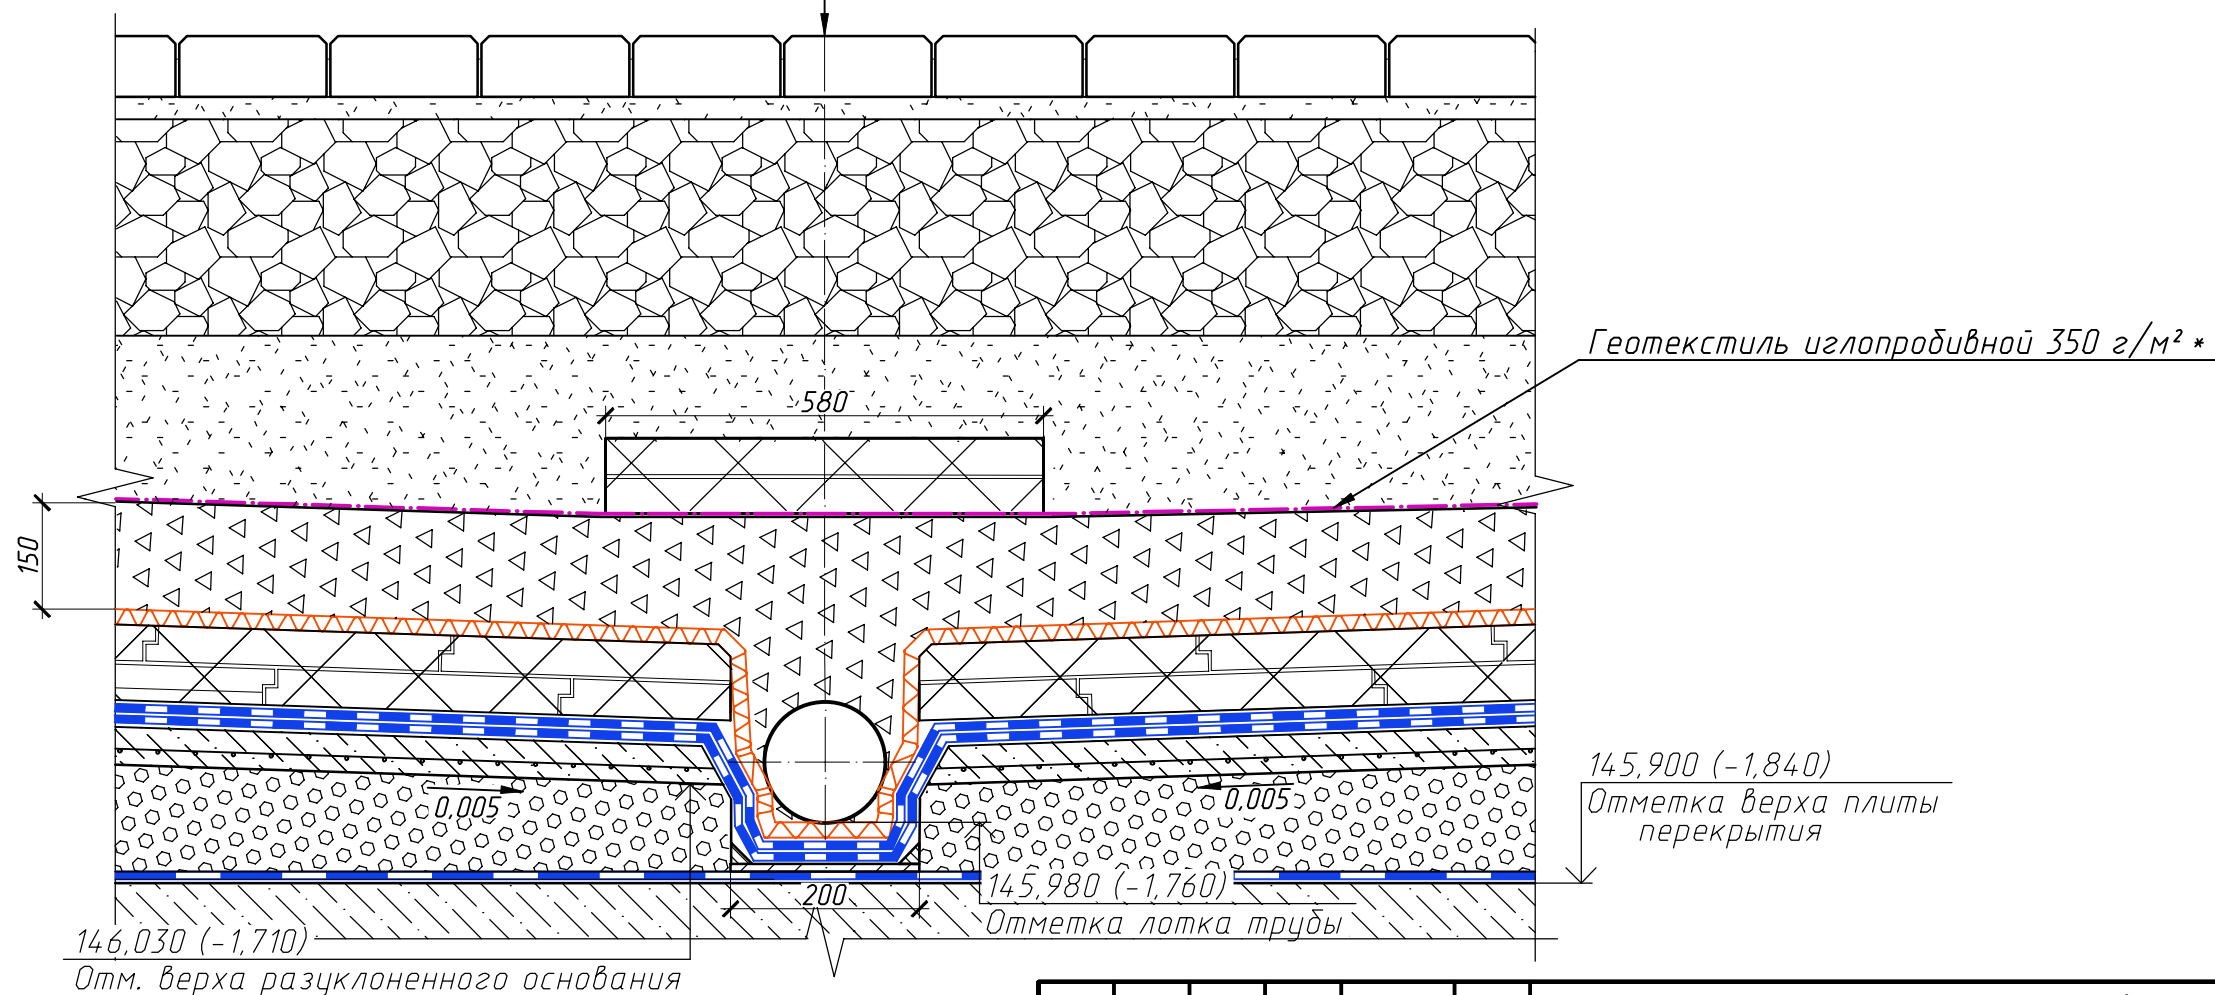 Геотекстиль иглопробивной 350 г/м² *
580
150
0,005
0,005
145,900 (-1,840)
Отметка верха плиты
перекрытия
145,980 (-1,760)
Отметка лотка трубы
200
146,030 (-1,710)
Отм. верха разуклоненного основания